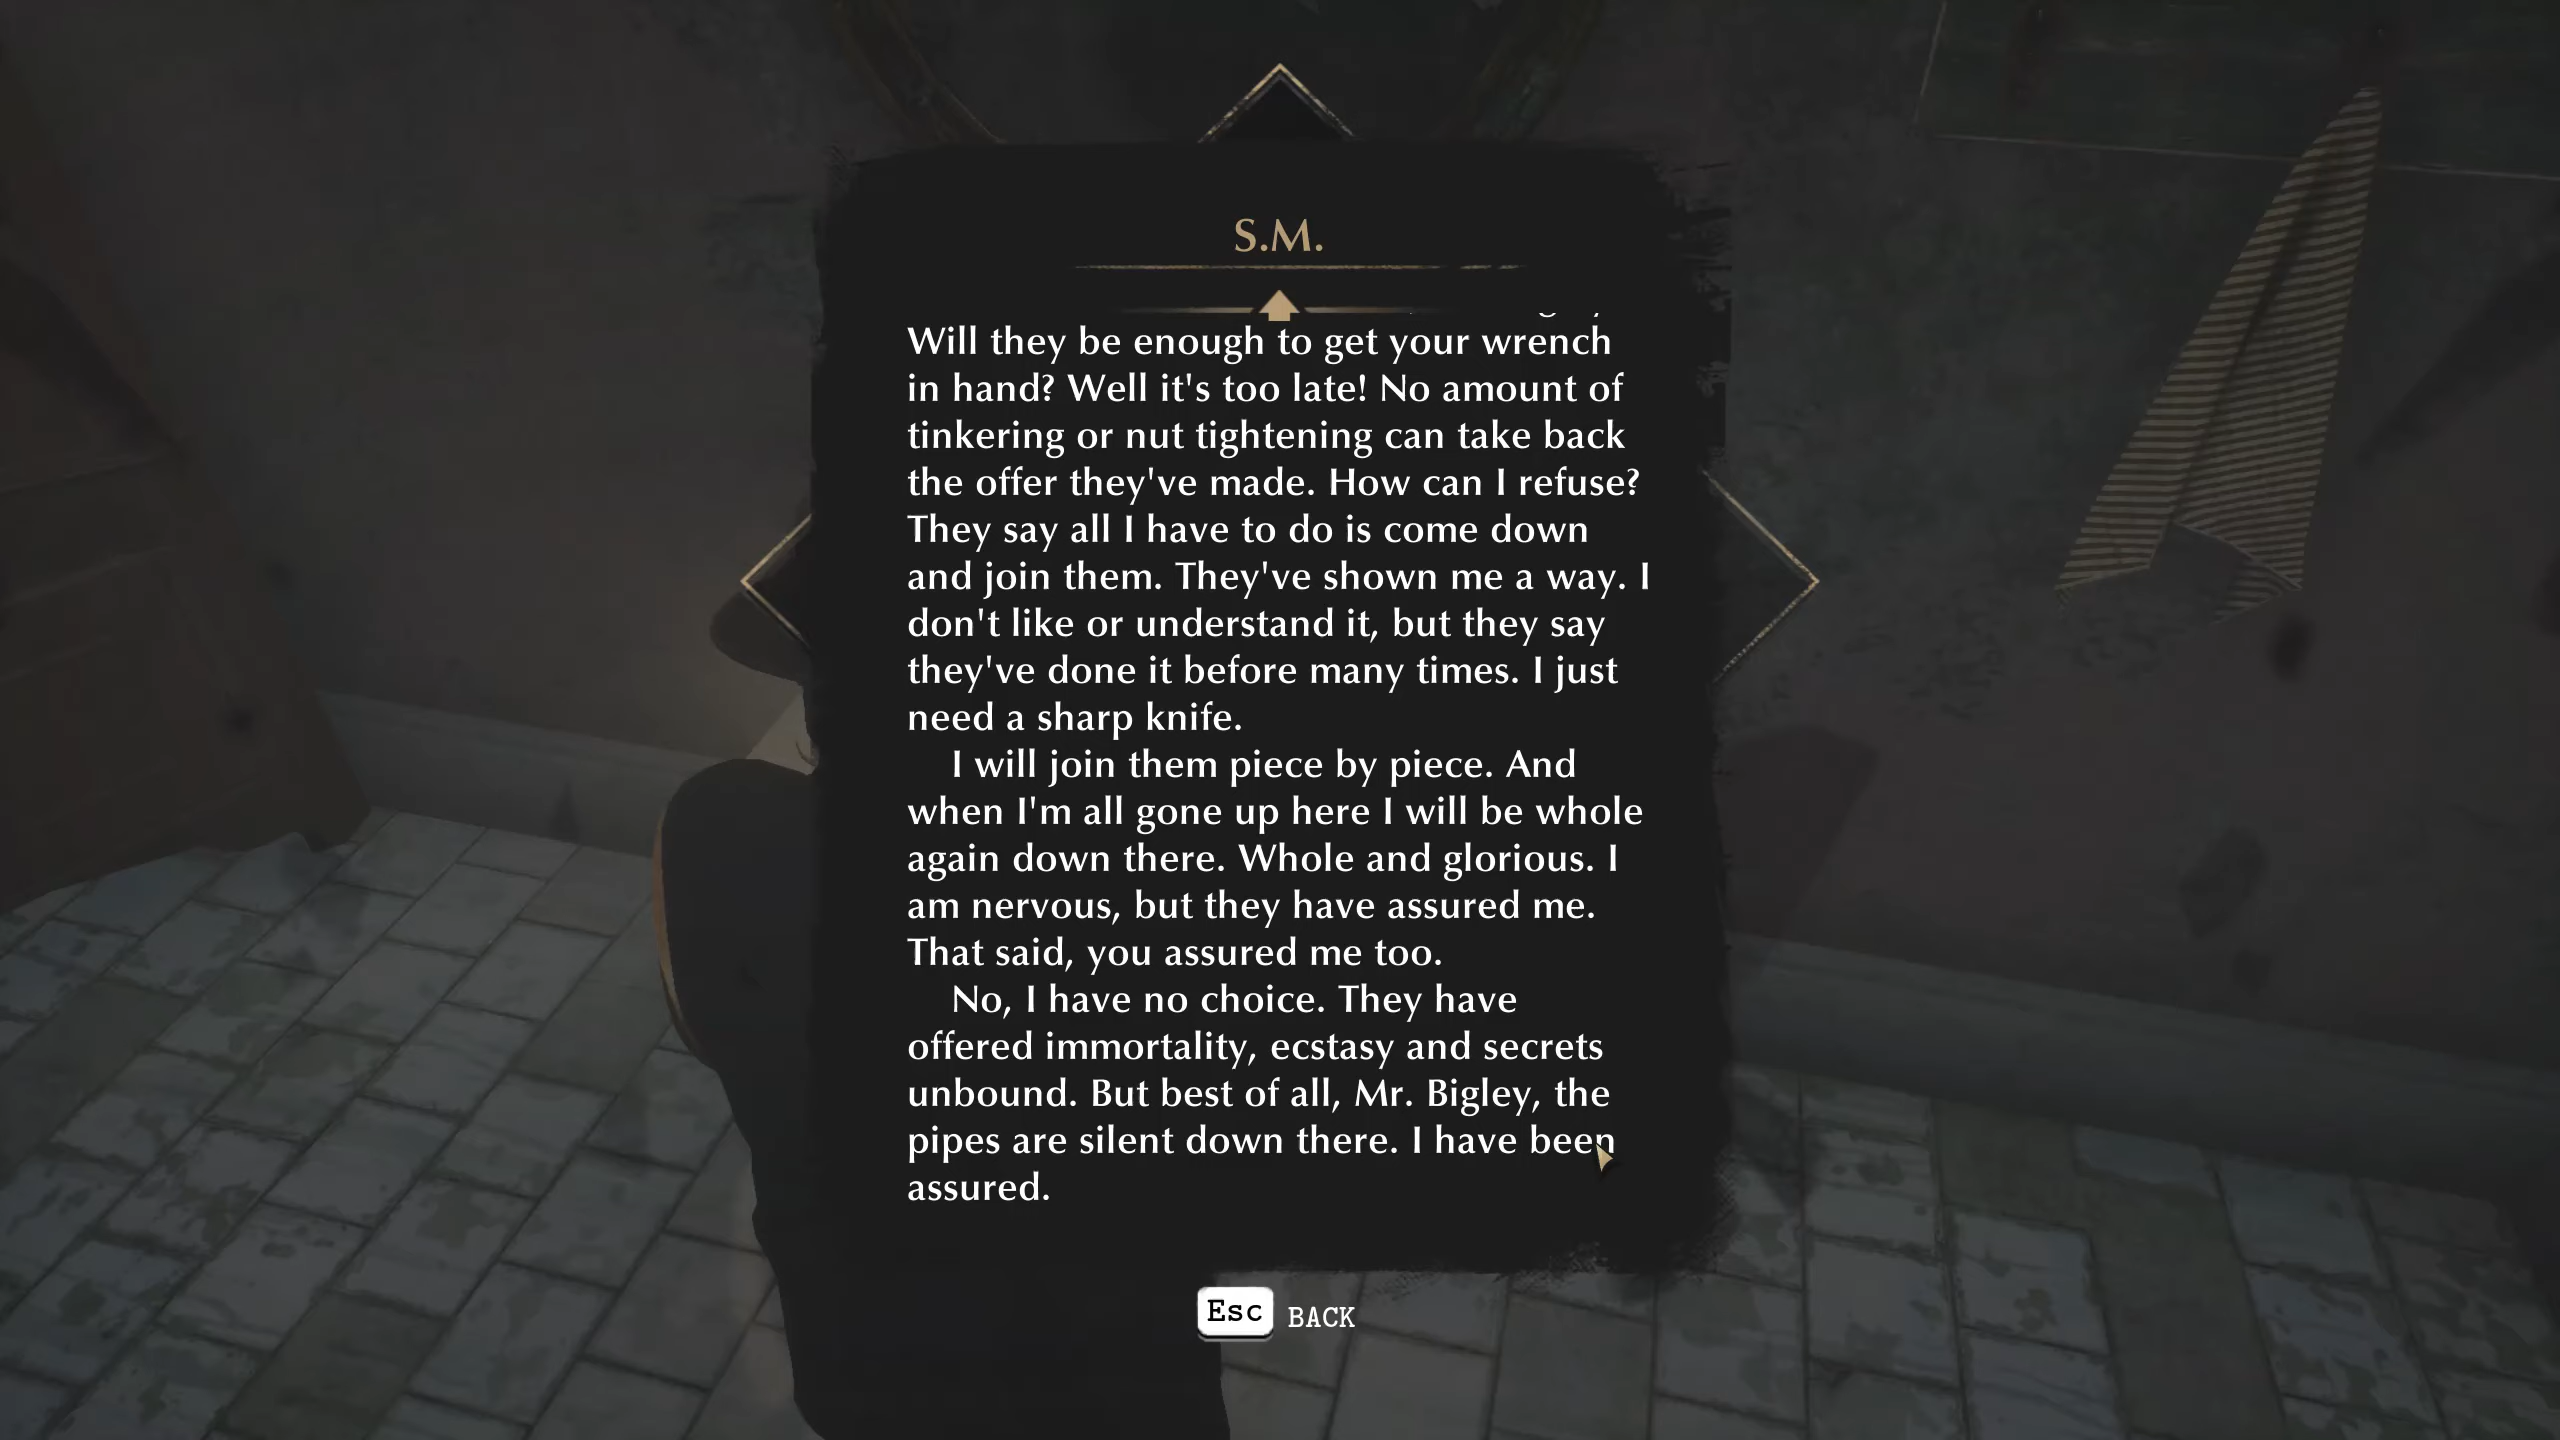 S.M.
Will they be enough to get your wrench
in hand? Well it's too late! No amount of
tinkering or nut tightening can take back
the offer they've made. How can I refuse?
They say all I have to do is come down
and join them. They've shown me a way. I
don't like or understand it, but they say
they've done it before many times. I just
need a sharp knife.
I will join them piece by piece. And
when I'm all gone up here I will be whole
again down there. Whole and glorious. I
am nervous, but they have assured me.
That said, you assured me too.
No, I have no choice. They have
offered immortality, ecstasy and secrets
unbound. But best of all, Mr. Bigley, the
pipes are silent down there. I have been
assured.
Esc BACK